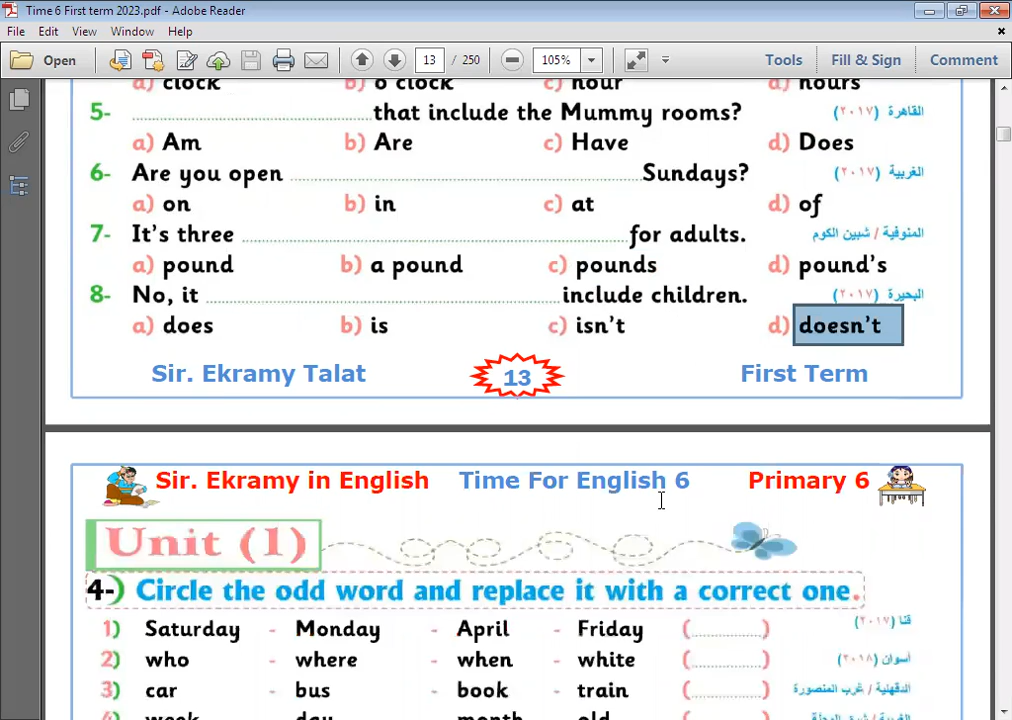 Time 6 First term 2023.pdf - Adobe Reader
File Edit View Window Help
Open 13 / 250 105% Tools Fill & Sign Comment
clock b) o'clock c) hour d) hours
5- that include the Mummy rooms? القاهرة (٢٠١٧)
a) Am b) Are c) Have d) Does
6- Are you open Sundays? الغربية (٢٠١٧)
a) on b) in c) at d) of
7- It's three for adults. المنوفية / شبين الكوم
a) pound b) a pound c) pounds d) pound's
8- No, it include children. البحيرة (٢٠١٧)
a) does b) is c) isn't d) doesn't
Sir. Ekramy Talat 13 First Term
Sir. Ekramy in English Time For English 6 Primary 6
Unit (1)
4-) Circle the odd word and replace it with a correct one.
1) Saturday - Monday - April - Friday (............) قنا (٢٠١٧)
2) who - where - when - white (............) أسوان (٢٠١٨)
3) car - bus - book - train (............) الدقهلية / غرب المنصورة
week day month old